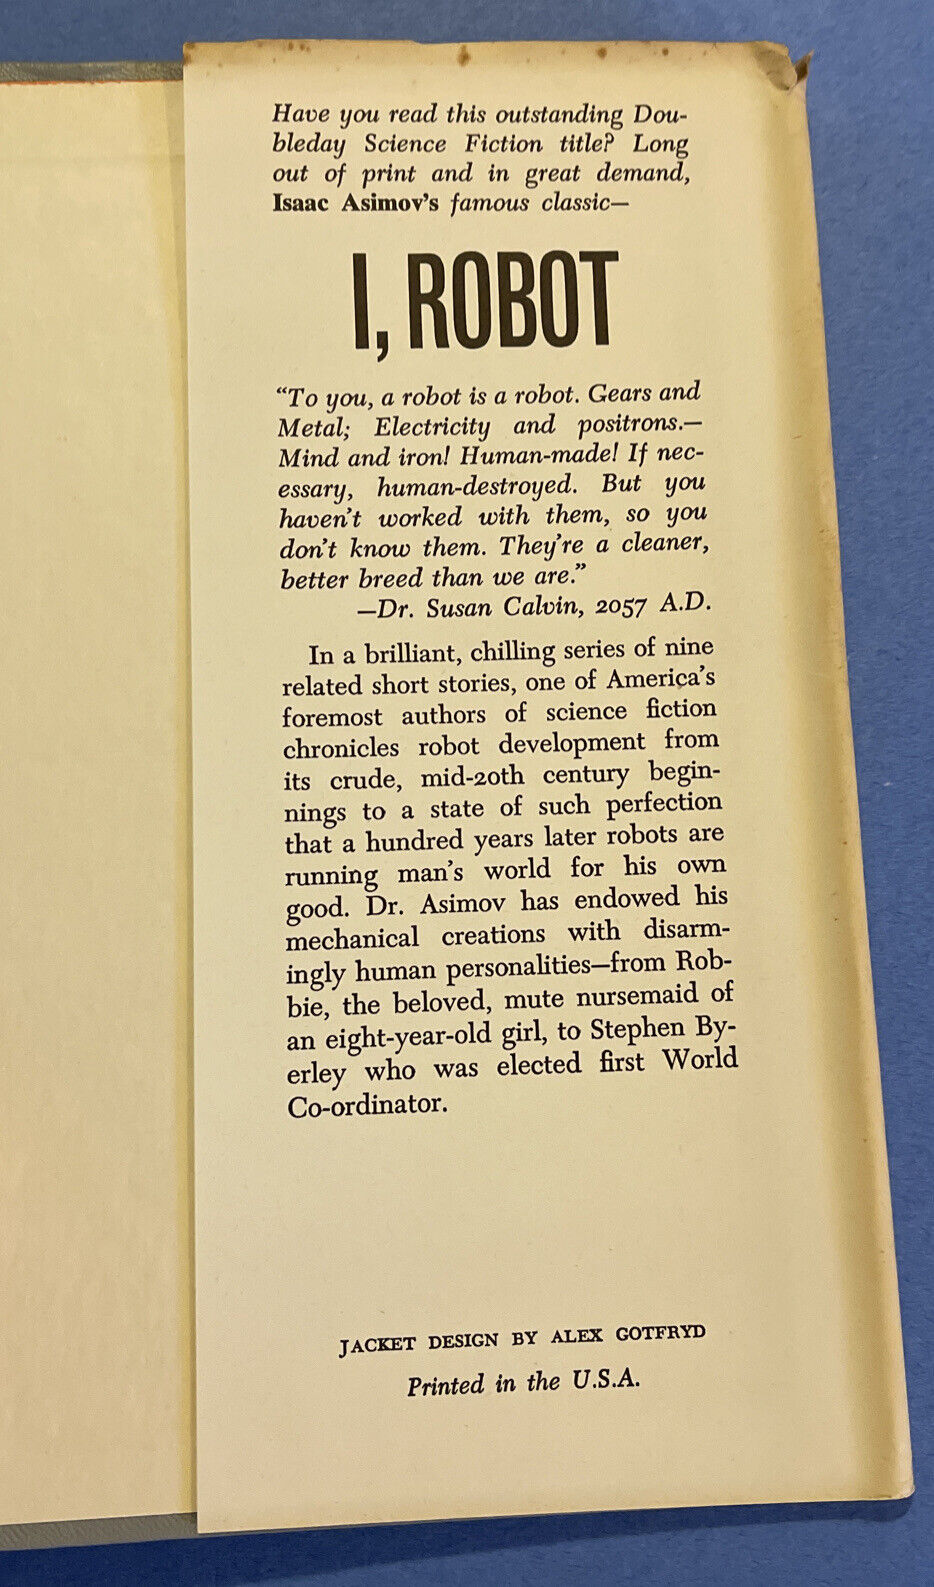 Have you read this outstanding Dou-
bleday Science Fiction title? Long
out of print and in great demand,
Isaac Asimov's famous classic—
I, ROBOT
“To you, a robot is a robot. Gears and
Metal; Electricity and positrons.—
Mind and iron! Human-made! If nec-
essary, human-destroyed. But you
haven't worked with them, so you
don't know them. They're a cleaner,
better breed than we are.”
—Dr. Susan Calvin, 2057 A.D.
In a brilliant, chilling series of nine
related short stories, one of America's
foremost authors of science fiction
chronicles robot development from
its crude, mid-20th century begin-
nings to a state of such perfection
that a hundred years later robots are
running man's world for his own
good. Dr. Asimov has endowed his
mechanical creations with disarm-
ingly human personalities—from Rob-
bie, the beloved, mute nursemaid of
an eight-year-old girl, to Stephen By-
erley who was elected first World
Co-ordinator.
JACKET DESIGN BY ALEX GOTFRYD
Printed in the U.S.A.